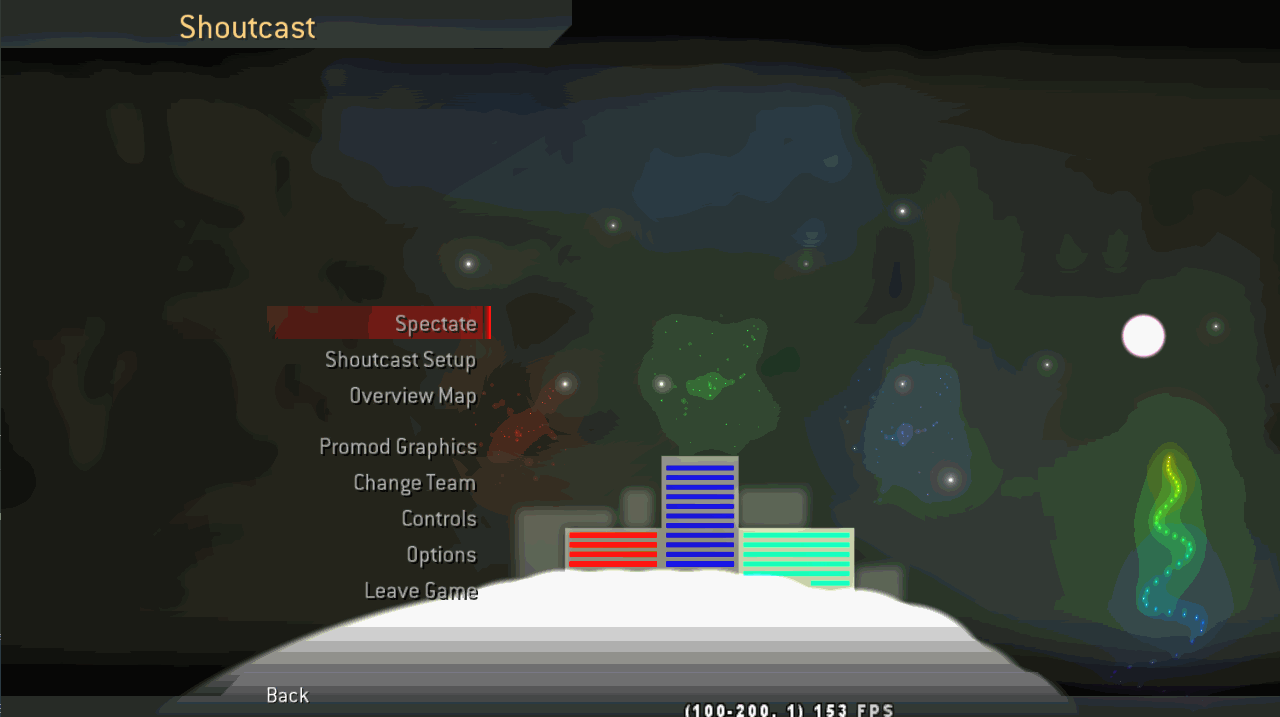 Shoutcast
Spectate
Shoutcast Setup
Overview Map
Promod Graphics
Change Team
Controls
Options
Leave Game
Back
(100-200, 1) 153 FPS